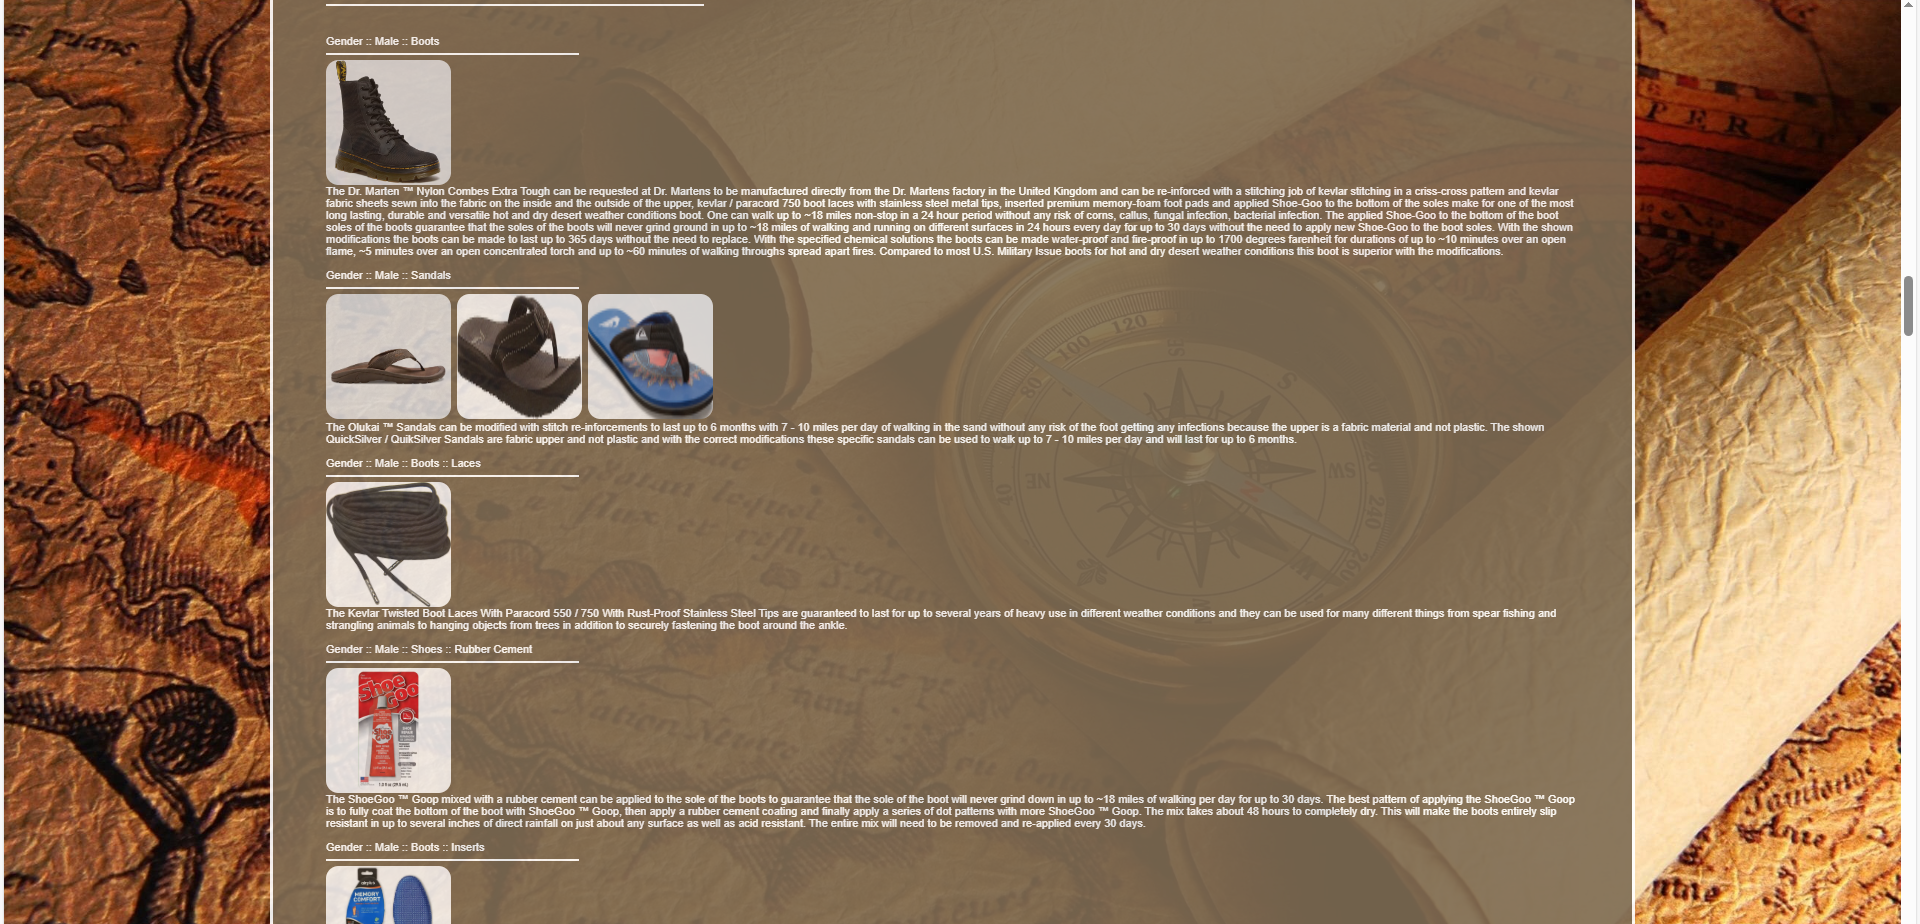 Gender :: Male :: Boots
The Dr. Marten ™ Nylon Combes Extra Tough can be requested at Dr. Martens to be manufactured directly from the Dr. Martens factory in the United Kingdom and can be re-inforced with a stitching job of kevlar stitching in a criss-cross pattern and kevlar
fabric sheets sewn into the fabric on the inside and the outside of the upper, kevlar / paracord 750 boot laces with stainless steel metal tips, inserted premium memory-foam foot pads and applied Shoe-Goo to the bottom of the soles make for one of the most
long lasting, durable and versatile hot and dry desert weather conditions boot. One can walk up to ~18 miles non-stop in a 24 hour period without any risk of corns, callus, fungal infection, bacterial infection. The applied Shoe-Goo to the bottom of the boot
soles of the boots guarantee that the soles of the boots will never grind ground in up to ~18 miles of walking and running on different surfaces in 24 hours every day for up to 30 days without the need to apply new Shoe-Goo to the boot soles. With the shown
modifications the boots can be made to last up to 365 days without the need to replace. With the specified chemical solutions the boots can be made water-proof and fire-proof in up to 1700 degrees farenheit for durations of up to ~10 minutes over an open
flame, ~5 minutes over an open concentrated torch and up to ~60 minutes of walking throughs spread apart fires. Compared to most U.S. Military Issue boots for hot and dry desert weather conditions this boot is superior with the modifications.
Gender :: Male :: Sandals
The Olukai ™ Sandals can be modified with stitch re-inforcements to last up to 6 months with 7 - 10 miles per day of walking in the sand without any risk of the foot getting any infections because the upper is a fabric material and not plastic. The shown
QuickSilver / QuikSilver Sandals are fabric upper and not plastic and with the correct modifications these specific sandals can be used to walk up to 7 - 10 miles per day and will last for up to 6 months.
Gender :: Male :: Boots :: Laces
The Kevlar Twisted Boot Laces With Paracord 550 / 750 With Rust-Proof Stainless Steel Tips are guaranteed to last for up to several years of heavy use in different weather conditions and they can be used for many different things from spear fishing and
strangling animals to hanging objects from trees in addition to securely fastening the boot around the ankle.
Gender :: Male :: Shoes :: Rubber Cement
Shoe
Goo
The ShoeGoo ™ Goop mixed with a rubber cement can be applied to the sole of the boots to guarantee that the sole of the boot will never grind down in up to ~18 miles of walking per day for up to 30 days. The best pattern of applying the ShoeGoo ™ Goop
is to fully coat the bottom of the boot with ShoeGoo ™ Goop, then apply a rubber cement coating and finally apply a series of dot patterns with more ShoeGoo ™ Goop. The mix takes about 48 hours to completely dry. This will make the boots entirely slip
resistant in up to several inches of direct rainfall on just about any surface as well as acid resistant. The entire mix will need to be removed and re-applied every 30 days.
Gender :: Male :: Boots :: Inserts
MEMORY
COMFORT
120
100
80
SE
S
SW
NE
40
240
260
N
PERA